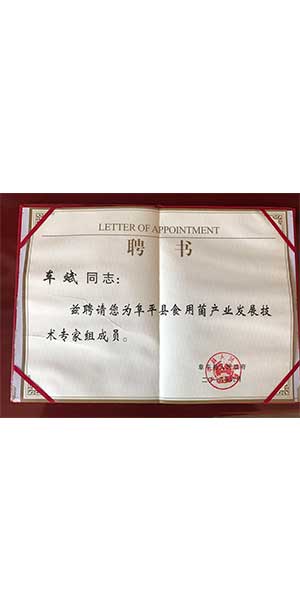 LETTER OF APPOINTMENT
聘 书
车斌 同志：
兹聘请您为阜平县食用菌产业发展技
术专家组成员。